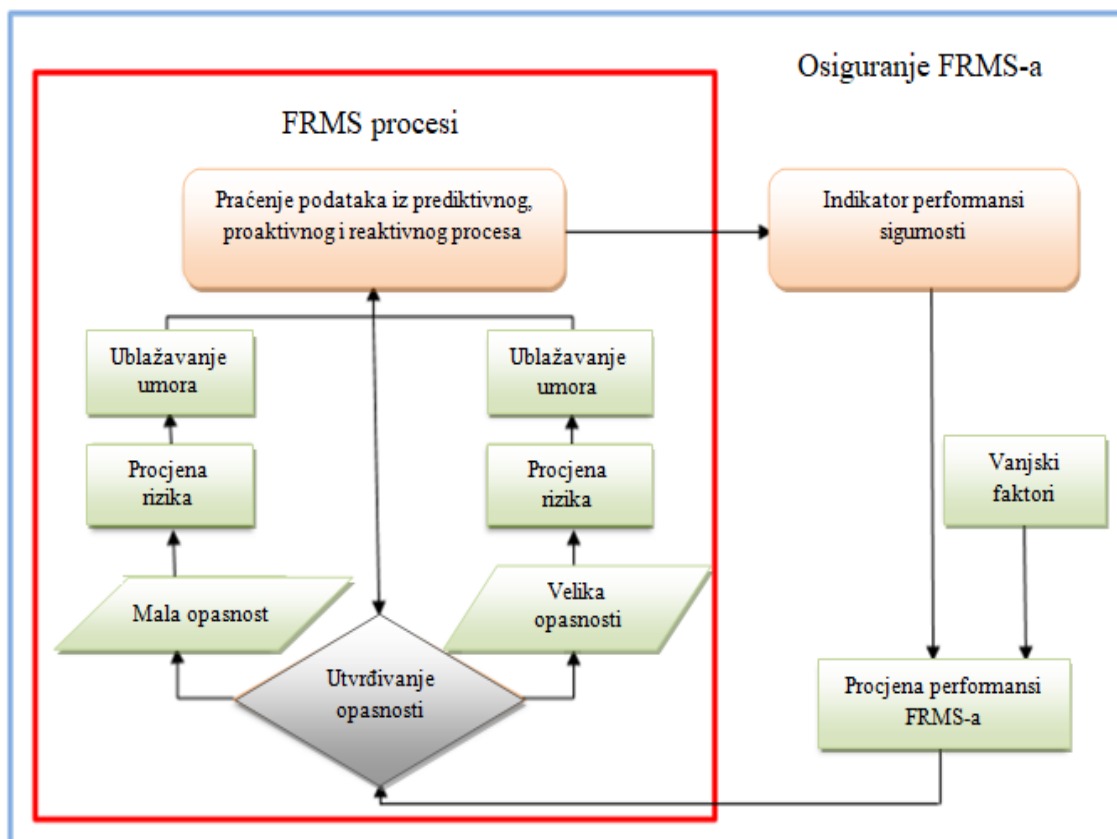 Osiguranje FRMS-a
FRMS procesi
Praćenje podataka iz prediktivnog,
proaktivnog i reaktivnog procesa
Indikator performansi
sigurnosti
Ublažavanje
umora
Ublažavanje
umora
Procjena
rizika
Procjena
rizika
Vanjski
faktori
Mala opasnost
Velika
opasnosti
Utvrđivanje
opasnosti
Procjena performansi
FRMS-a